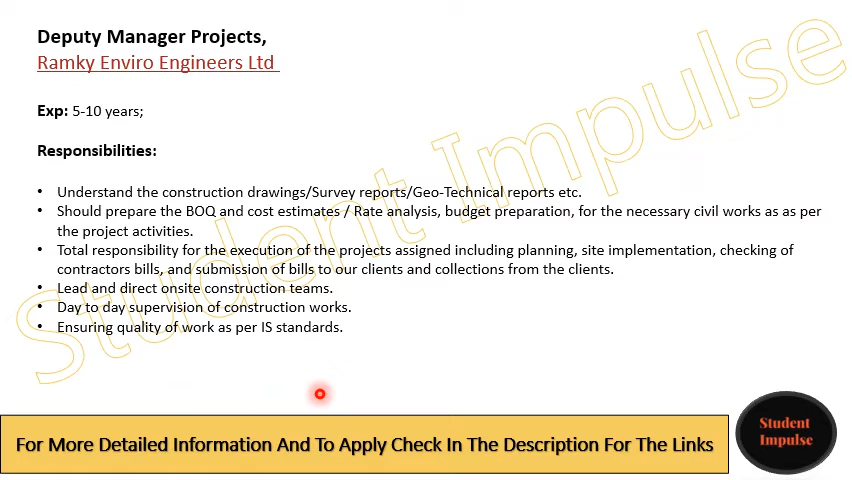 Deputy Manager Projects,
Ramky Enviro Engineers Ltd
Exp: 5-10 years;
Responsibilities:
• Understand the construction drawings/Survey reports/Geo-Technical reports etc.
• Should prepare the BOQ and cost estimates / Rate analysis, budget preparation, for the necessary civil works as as per
the project activities.
• Total responsibility for the execution of the projects assigned including planning, site implementation, checking of
contractors bills, and submission of bills to our clients and collections from the clients.
• Lead and direct onsite construction teams.
• Day to day supervision of construction works.
• Ensuring quality of work as per IS standards.
Student Impulse
For More Detailed Information And To Apply Check In The Description For The Links
Student
Impulse